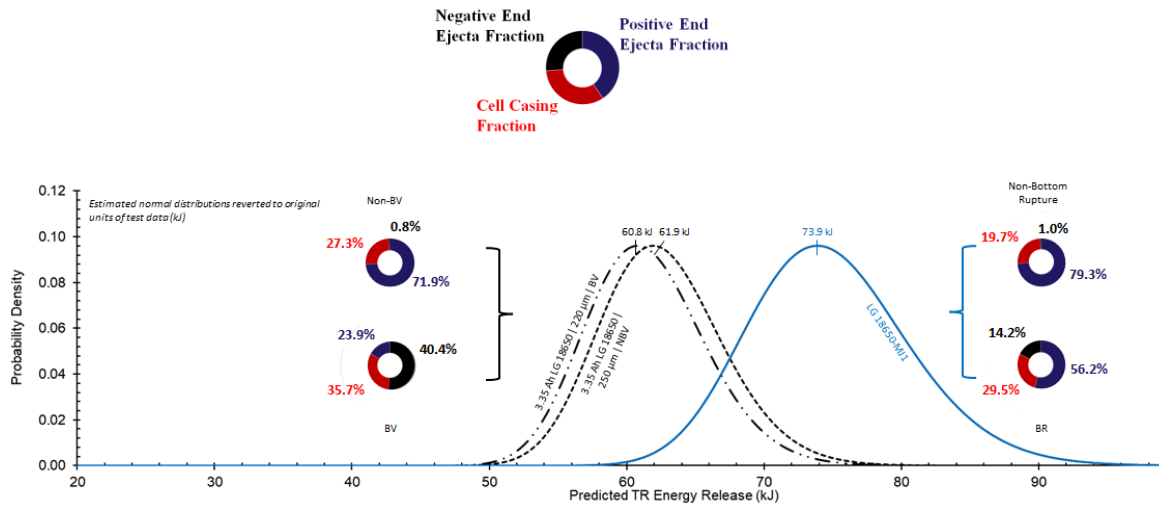 Negative End
Ejecta Fraction
Positive End
Ejecta Fraction
Cell Casing
Fraction
Estimated normal distributions reverted to original
units of test data (kJ)
Non-BV
0.8%
27.3%
71.9%
23.9%
40.4%
35.7%
BV
60.8 kJ
61.9 kJ
73.9 kJ
3.35 Ah LG 18650 | 220 µm | BV
3.35 Ah LG 18650 |
250 µm | NBV
LG 18650-MJ1
Non-Bottom
Rupture
1.0%
19.7%
79.3%
14.2%
56.2%
29.5%
BR
Probability Density
0.12
0.10
0.08
0.06
0.04
0.02
0.00
20 30 40 50 60 70 80 90
Predicted TR Energy Release (kJ)